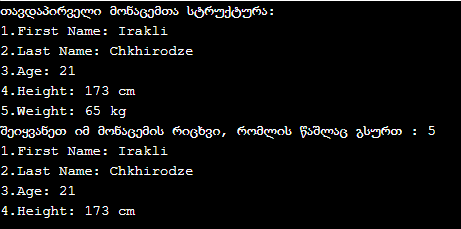 თავდაპირველი მონაცემთა სტრუქტურა:
1.First Name: Irakli
2.Last Name: Chkhirodze
3.Age: 21
4.Height: 173 cm
5.Weight: 65 kg
შეიყვანეთ იმ მონაცემის რიცხვი, რომლის წაშლაც გსურთ : 5
1.First Name: Irakli
2.Last Name: Chkhirodze
3.Age: 21
4.Height: 173 cm